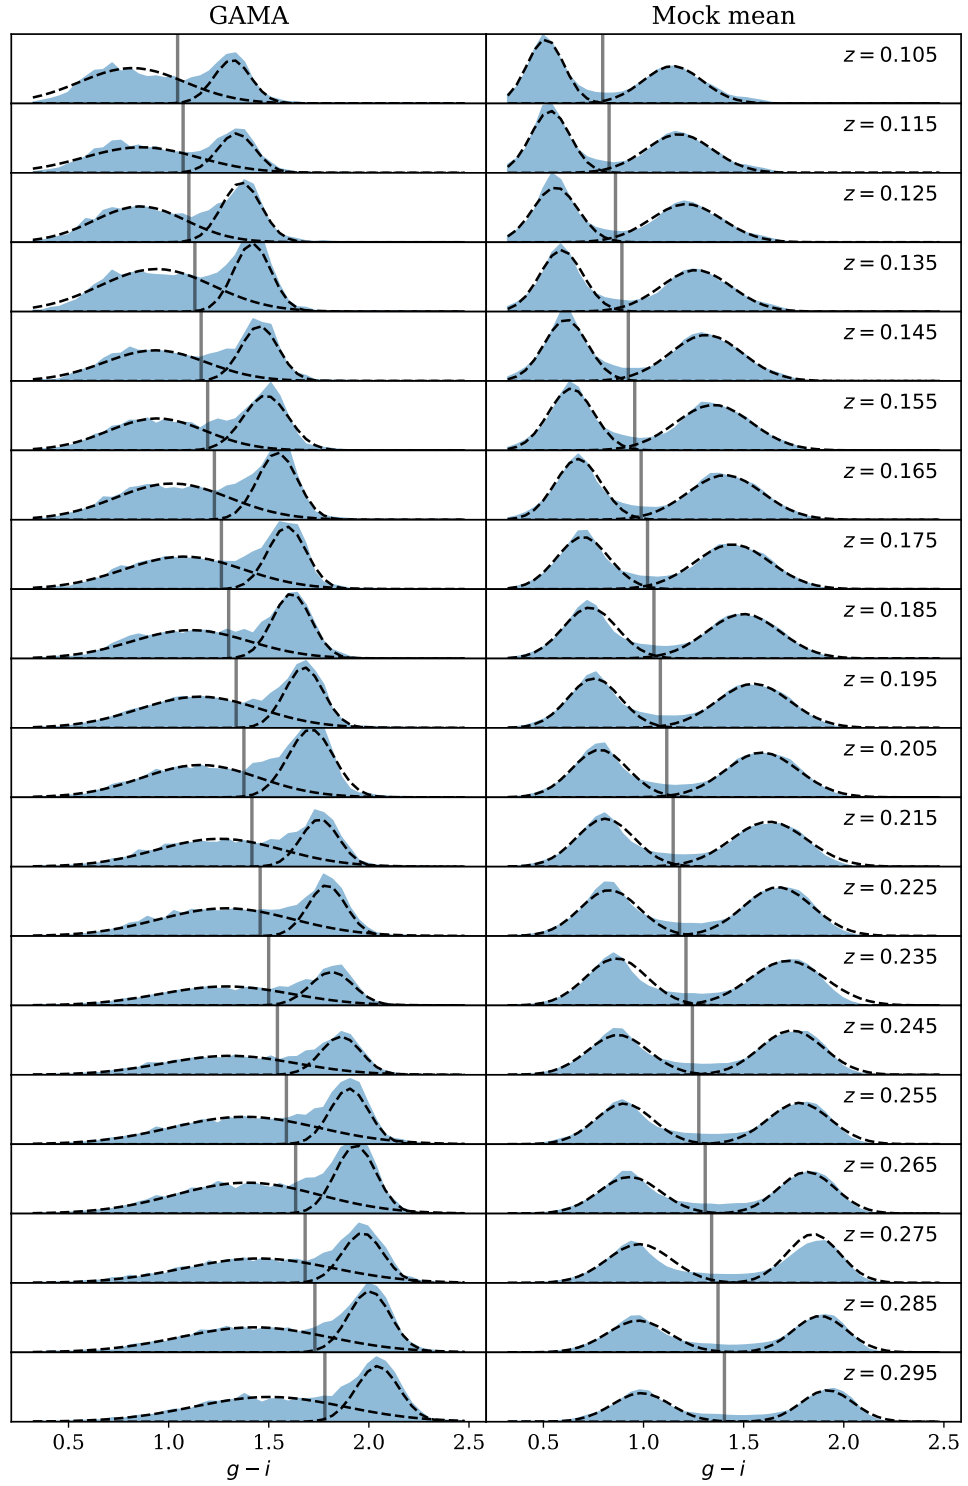 GAMA Mock mean
z = 0.105
z = 0.115
z = 0.125
z = 0.135
z = 0.145
z = 0.155
z = 0.165
z = 0.175
z = 0.185
z = 0.195
z = 0.205
z = 0.215
z = 0.225
z = 0.235
z = 0.245
z = 0.255
z = 0.265
z = 0.275
z = 0.285
z = 0.295
0.5 1.0 1.5 2.0 2.5 0.5 1.0 1.5 2.0 2.5
g − i g − i